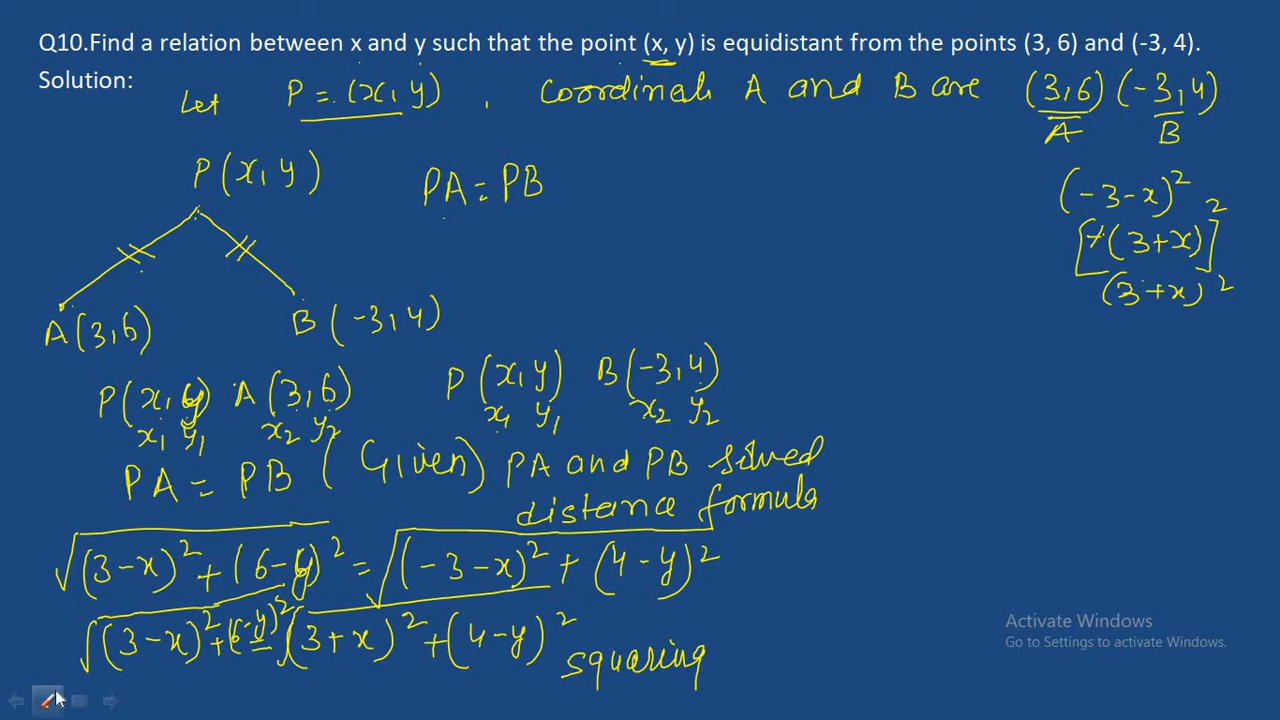 Q10.Find a relation between x and y such that the point (x, y) is equidistant from the points (3, 6) and (-3, 4).
Solution:
Let P = (x, y) , Coordinats A and B are (3,6) (-3,4)
A B
P(x, y) PA = PB
(-3-x)²
[-(3+x)]²
(3+x)²
A(3,6) B(-3,4)
P(x, y) A(3,6) P(x, y) B(-3,4)
x₁ y₁ x₂ y₂ x₁ y₁ x₂ y₂
PA = PB (Given) PA and PB solved
distance formula
√(3-x)² + (6-y)² = √(-3-x)² + (4-y)²
√(3-x)² + (6-y)² √(3+x)² + (4-y)²
squaring
Activate Windows
Go to Settings to activate Windows.